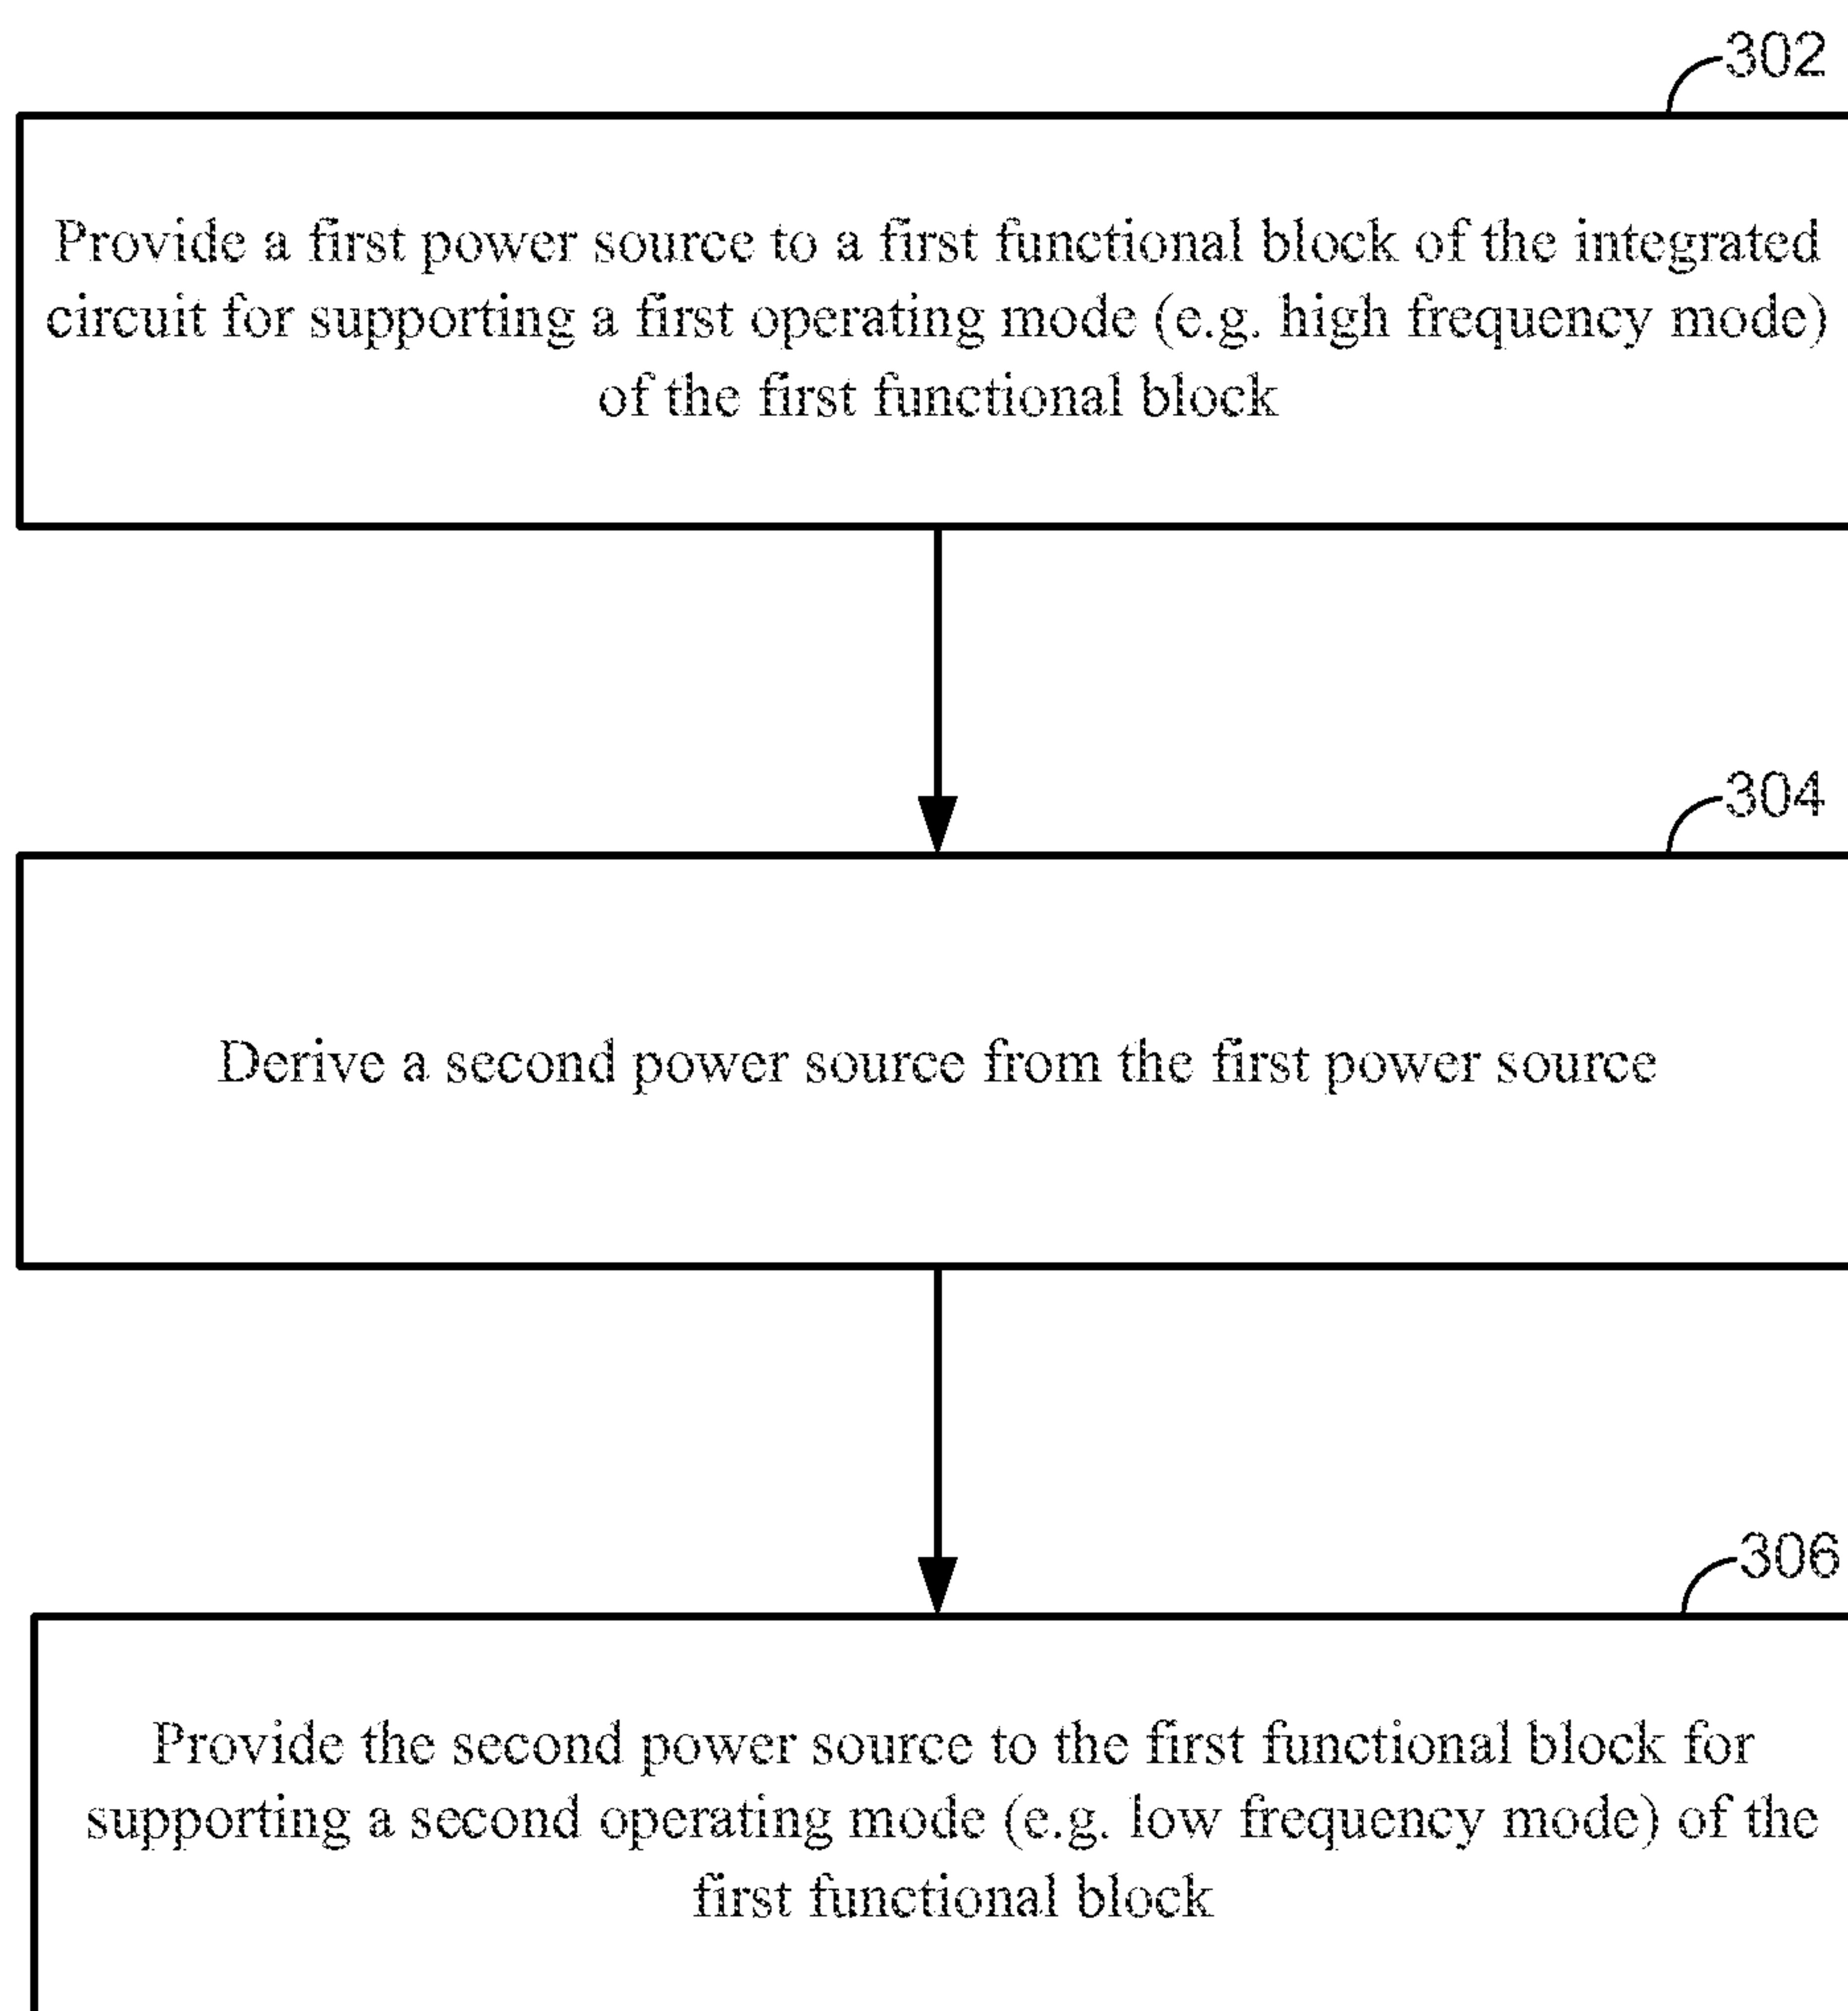 302
Provide a first power source to a first functional block of the integrated
circuit for supporting a first operating mode (e.g. high frequency mode)
of the first functional block
304
Derive a second power source from the first power source
306
Provide the second power source to the first functional block for
supporting a second operating mode (e.g. low frequency mode) of the
first functional block